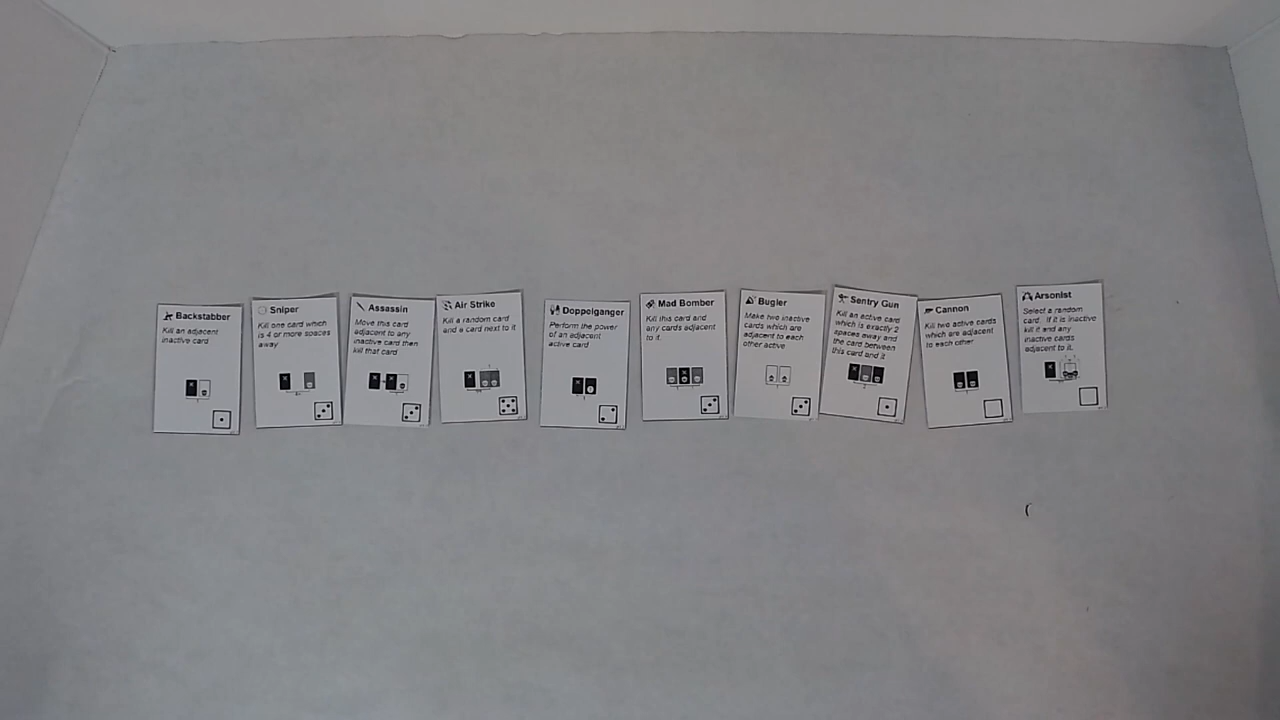 Backstabber
Kill an adjacent
inactive card
Sniper
Kill one card which
is 4 or more spaces
away
Assassin
Move this card
adjacent to any
inactive card then
kill that card
Air Strike
Kill a random card
and a card next to it
Doppelganger
Perform the power
of an adjacent
active card
Mad Bomber
Kill this card and
any cards adjacent
to it.
Bugler
Make two inactive
cards which are
adjacent to each
other active
Sentry Gun
Kill an active card
which is exactly 2
spaces away and
the card between
this card and it
Cannon
Kill two active cards
which are adjacent
to each other
Arsonist
Select a random
card. If it is inactive
kill it and any
inactive cards
adjacent to it.